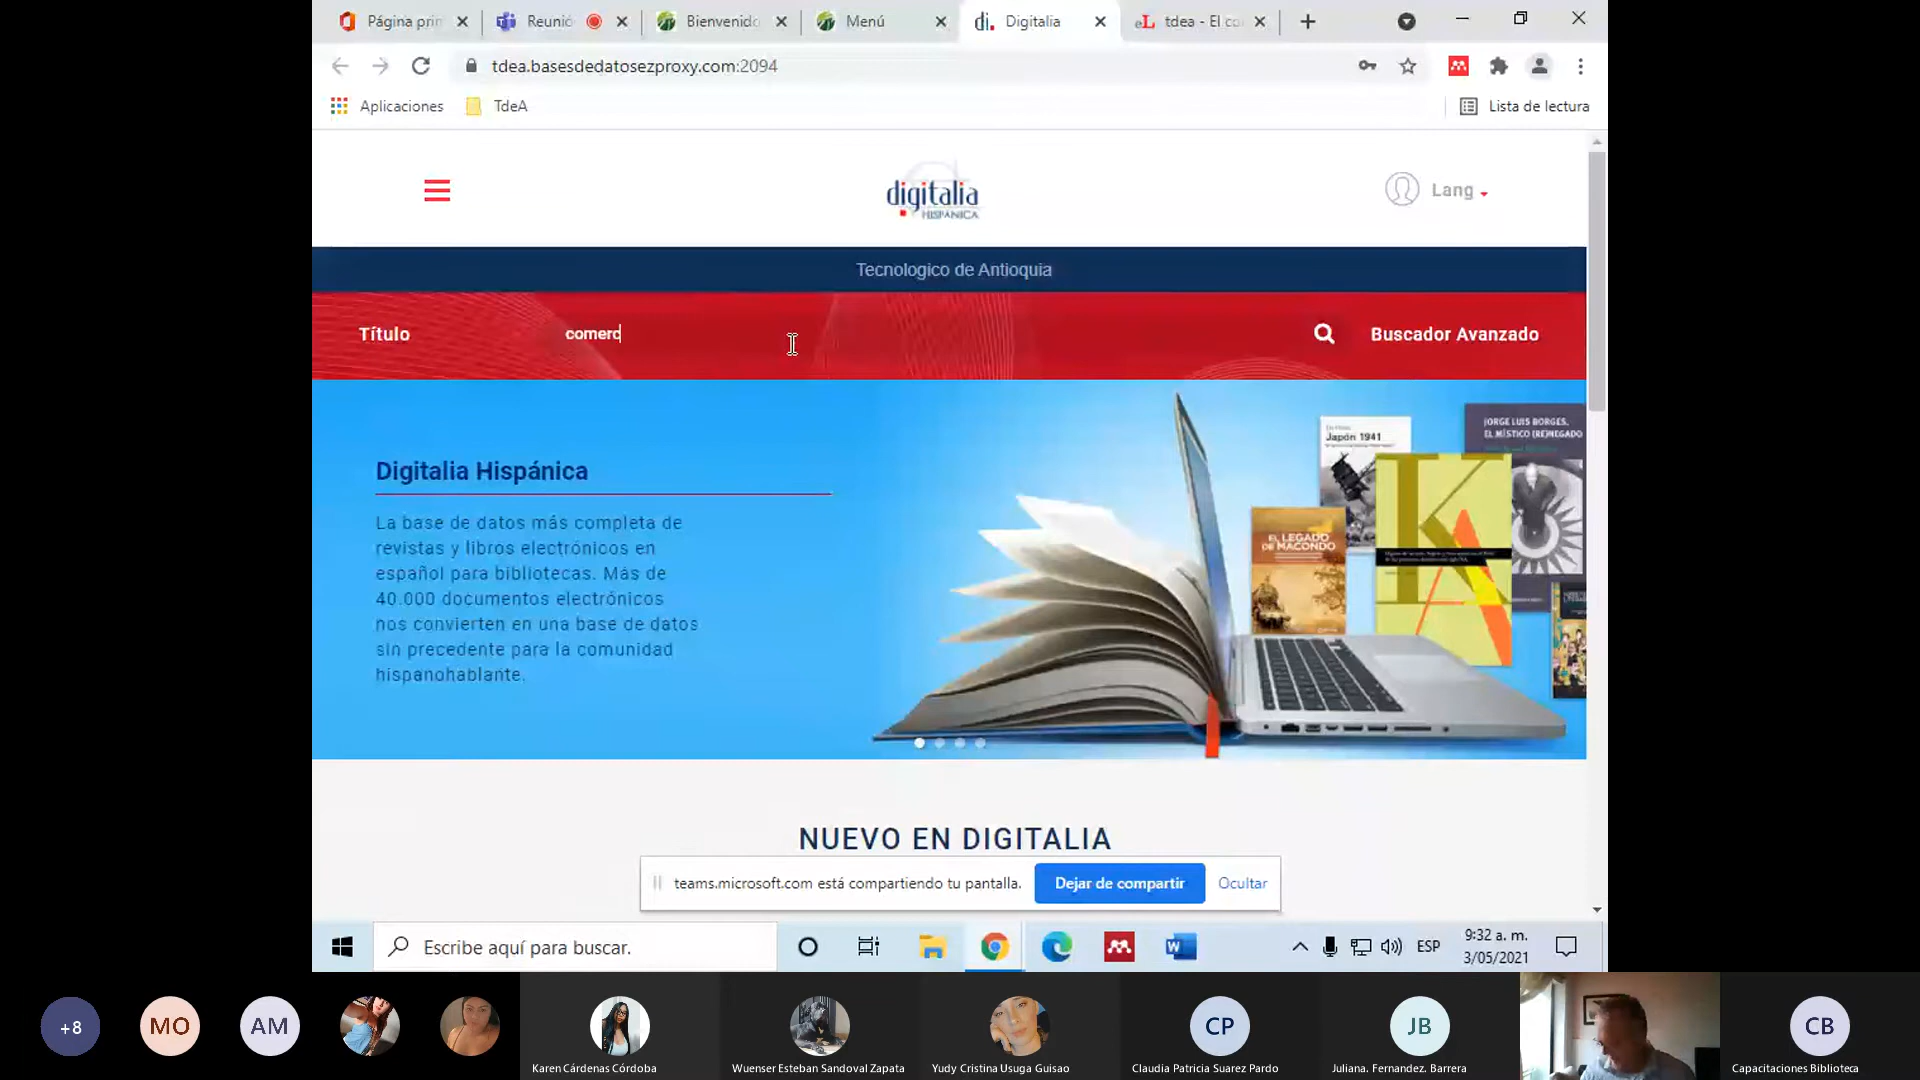 Página prin
Reunió
Bienvenido
Menú
di. Digitalia
eL tdea - El co
tdea.basesdedatosezproxy.com:2094
Aplicaciones
TdeA
Lista de lectura
digitalia
HISPÁNICA
Lang
Tecnologico de Antioquia
Título
comerc
Buscador Avanzado
Digitalia Hispánica
La base de datos más completa de
revistas y libros electrónicos en
español para bibliotecas. Más de
40.000 documentos electrónicos
nos convierten en una base de datos
sin precedente para la comunidad
hispanohablante.
Japón 1941
JORGE LUIS BORGES,
EL MÍSTICO (RE)NEGADO
EL LEGADO
DE MACONDO
NUEVO EN DIGITALIA
teams.microsoft.com está compartiendo tu pantalla.
Dejar de compartir
Ocultar
Escribe aquí para buscar.
ESP
9:32 a. m.
3/05/2021
+8
MO
AM
Karen Cárdenas Córdoba
Wuenser Esteban Sandoval Zapata
Yudy Cristina Usuga Guisao
CP
Claudia Patricia Suarez Pardo
JB
Juliana. Fernandez. Barrera
CB
Capacitaciones Biblioteca